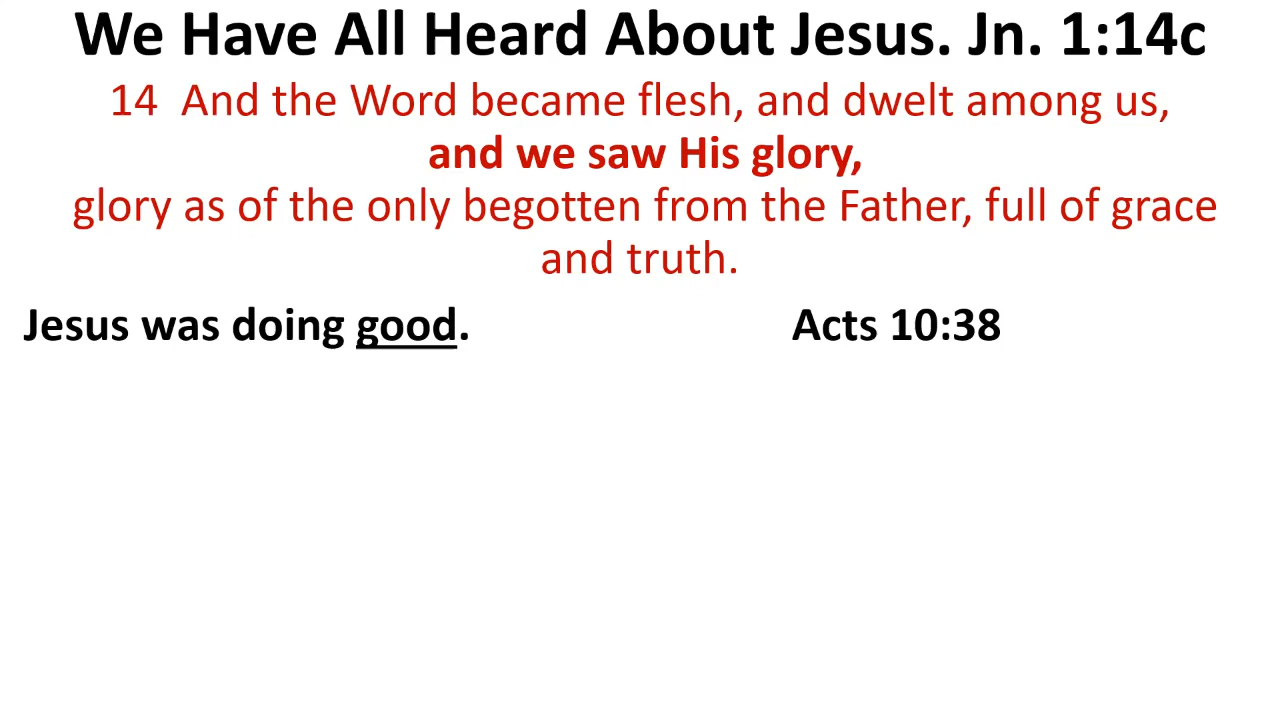 We Have All Heard About Jesus. Jn. 1:14c
14  And the Word became flesh, and dwelt among us,
and we saw His glory,
glory as of the only begotten from the Father, full of grace
and truth.
Jesus was doing good. Acts 10:38